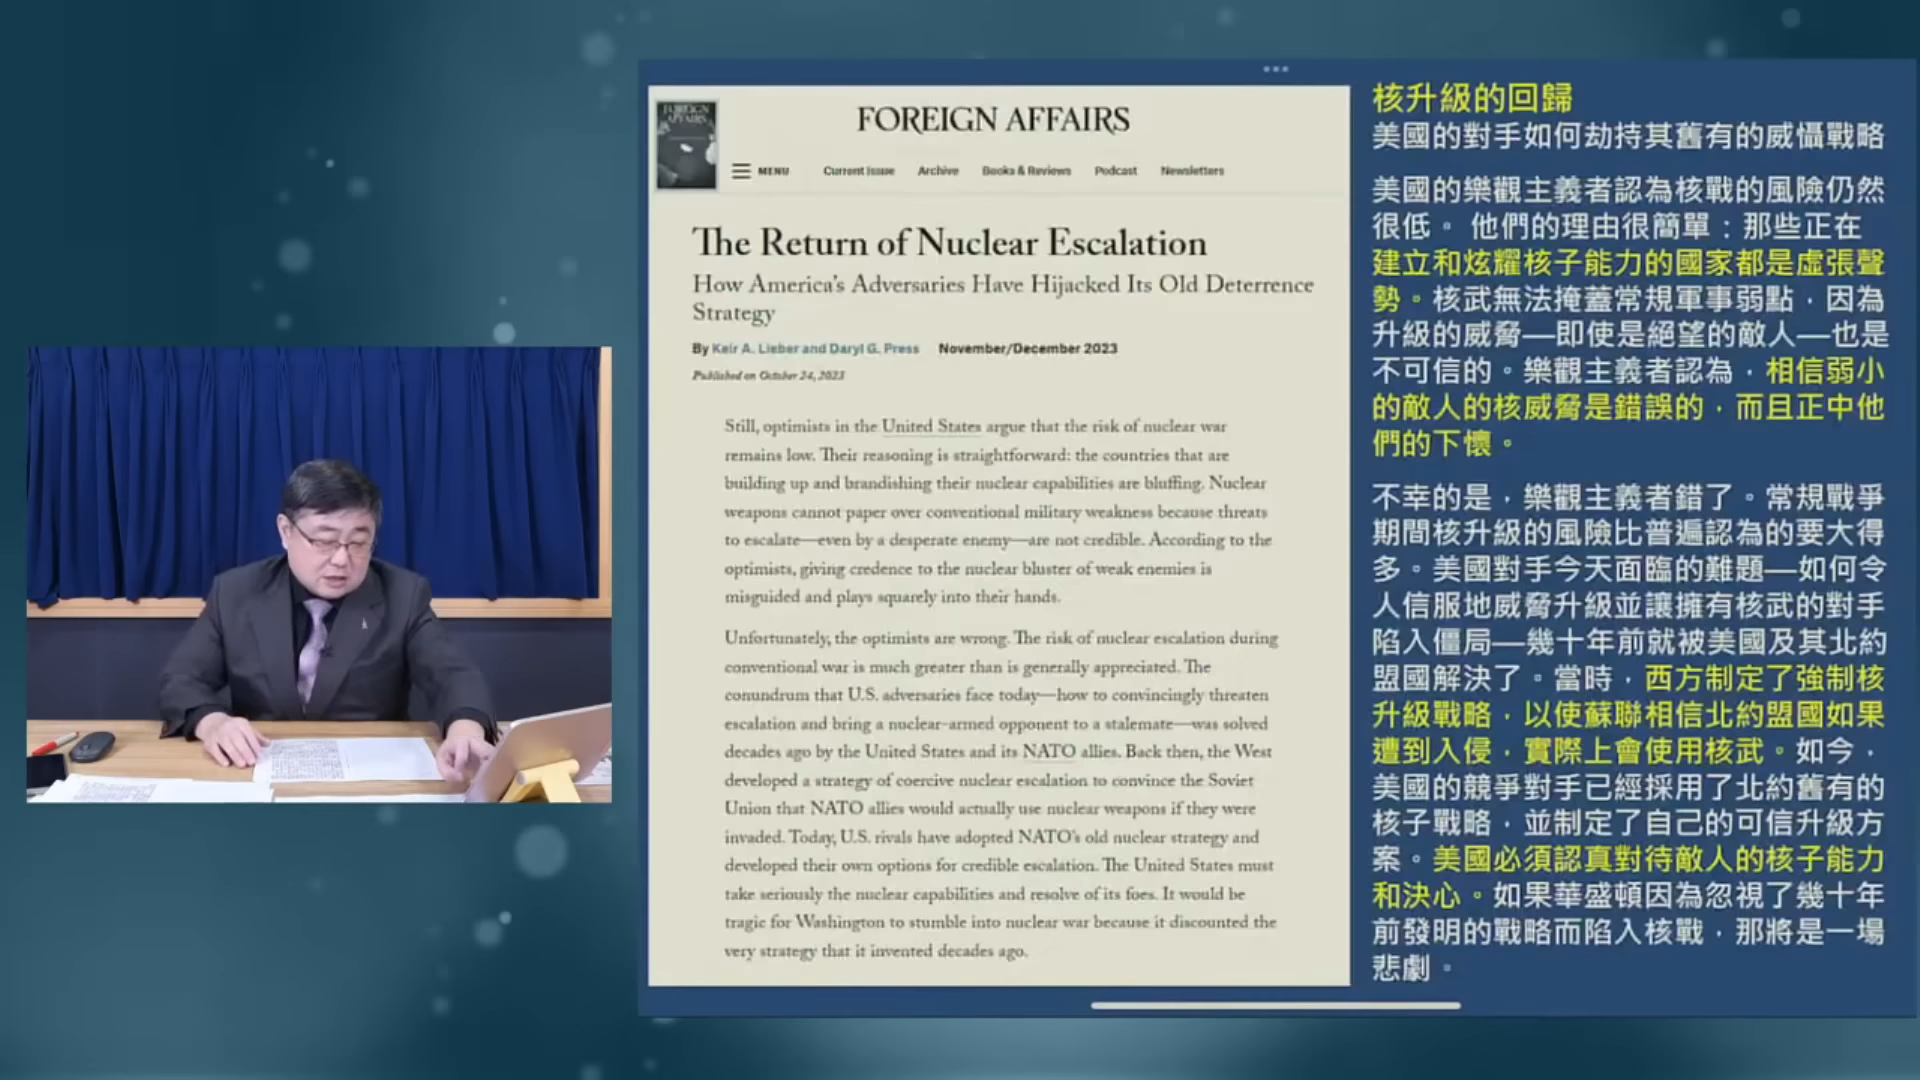 FOREIGN AFFAIRS
FOREIGN AFFAIRS
MENU
Current Issue
Archive
Books & Reviews
Podcast
Newsletters
The Return of Nuclear Escalation
How America's Adversaries Have Hijacked Its Old Deterrence
Strategy
By Keir A. Lieber and Daryl G. Press November/December 2023
Published on October 24, 2023
Still, optimists in the United States argue that the risk of nuclear war
remains low. Their reasoning is straightforward: the countries that are
building up and brandishing their nuclear capabilities are bluffing. Nuclear
weapons cannot paper over conventional military weakness because threats
to escalate—even by a desperate enemy—are not credible. According to the
optimists, giving credence to the nuclear bluster of weak enemies is
misguided and plays squarely into their hands.
Unfortunately, the optimists are wrong. The risk of nuclear escalation during
conventional war is much greater than is generally appreciated. The
conundrum that U.S. adversaries face today—how to convincingly threaten
escalation and bring a nuclear-armed opponent to a stalemate—was solved
decades ago by the United States and its NATO allies. Back then, the West
developed a strategy of coercive nuclear escalation to convince the Soviet
Union that NATO allies would actually use nuclear weapons if they were
invaded. Today, U.S. rivals have adopted NATO's old nuclear strategy and
developed their own options for credible escalation. The United States must
take seriously the nuclear capabilities and resolve of its foes. It would be
tragic for Washington to stumble into nuclear war because it discounted the
very strategy that it invented decades ago.
核升級的回歸
美國的對手如何劫持其舊有的威懾戰略
美國的樂觀主義者認為核戰的風險仍然
很低。 他們的理由很簡單：那些正在
建立和炫耀核子能力的國家都是虛張聲
勢。核武無法掩蓋常規軍事弱點，因為
升級的威脅—即使是絕望的敵人—也是
不可信的。樂觀主義者認為，相信弱小
的敵人的核威脅是錯誤的，而且正中他
們的下懷。
不幸的是，樂觀主義者錯了。常規戰爭
期間核升級的風險比普遍認為的要大得
多。美國對手今天面臨的難題—如何令
人信服地威脅升級並讓擁有核武的對手
陷入僵局—幾十年前就被美國及其北約
盟國解決了。當時，西方制定了強制核
升級戰略，以使蘇聯相信北約盟國如果
遭到入侵，實際上會使用核武。如今，
美國的競爭對手已經採用了北約舊有的
核子戰略，並制定了自己的可信升級方
案。美國必須認真對待敵人的核子能力
和決心。如果華盛頓因為忽視了幾十年
前發明的戰略而陷入核戰，那將是一場
悲劇。